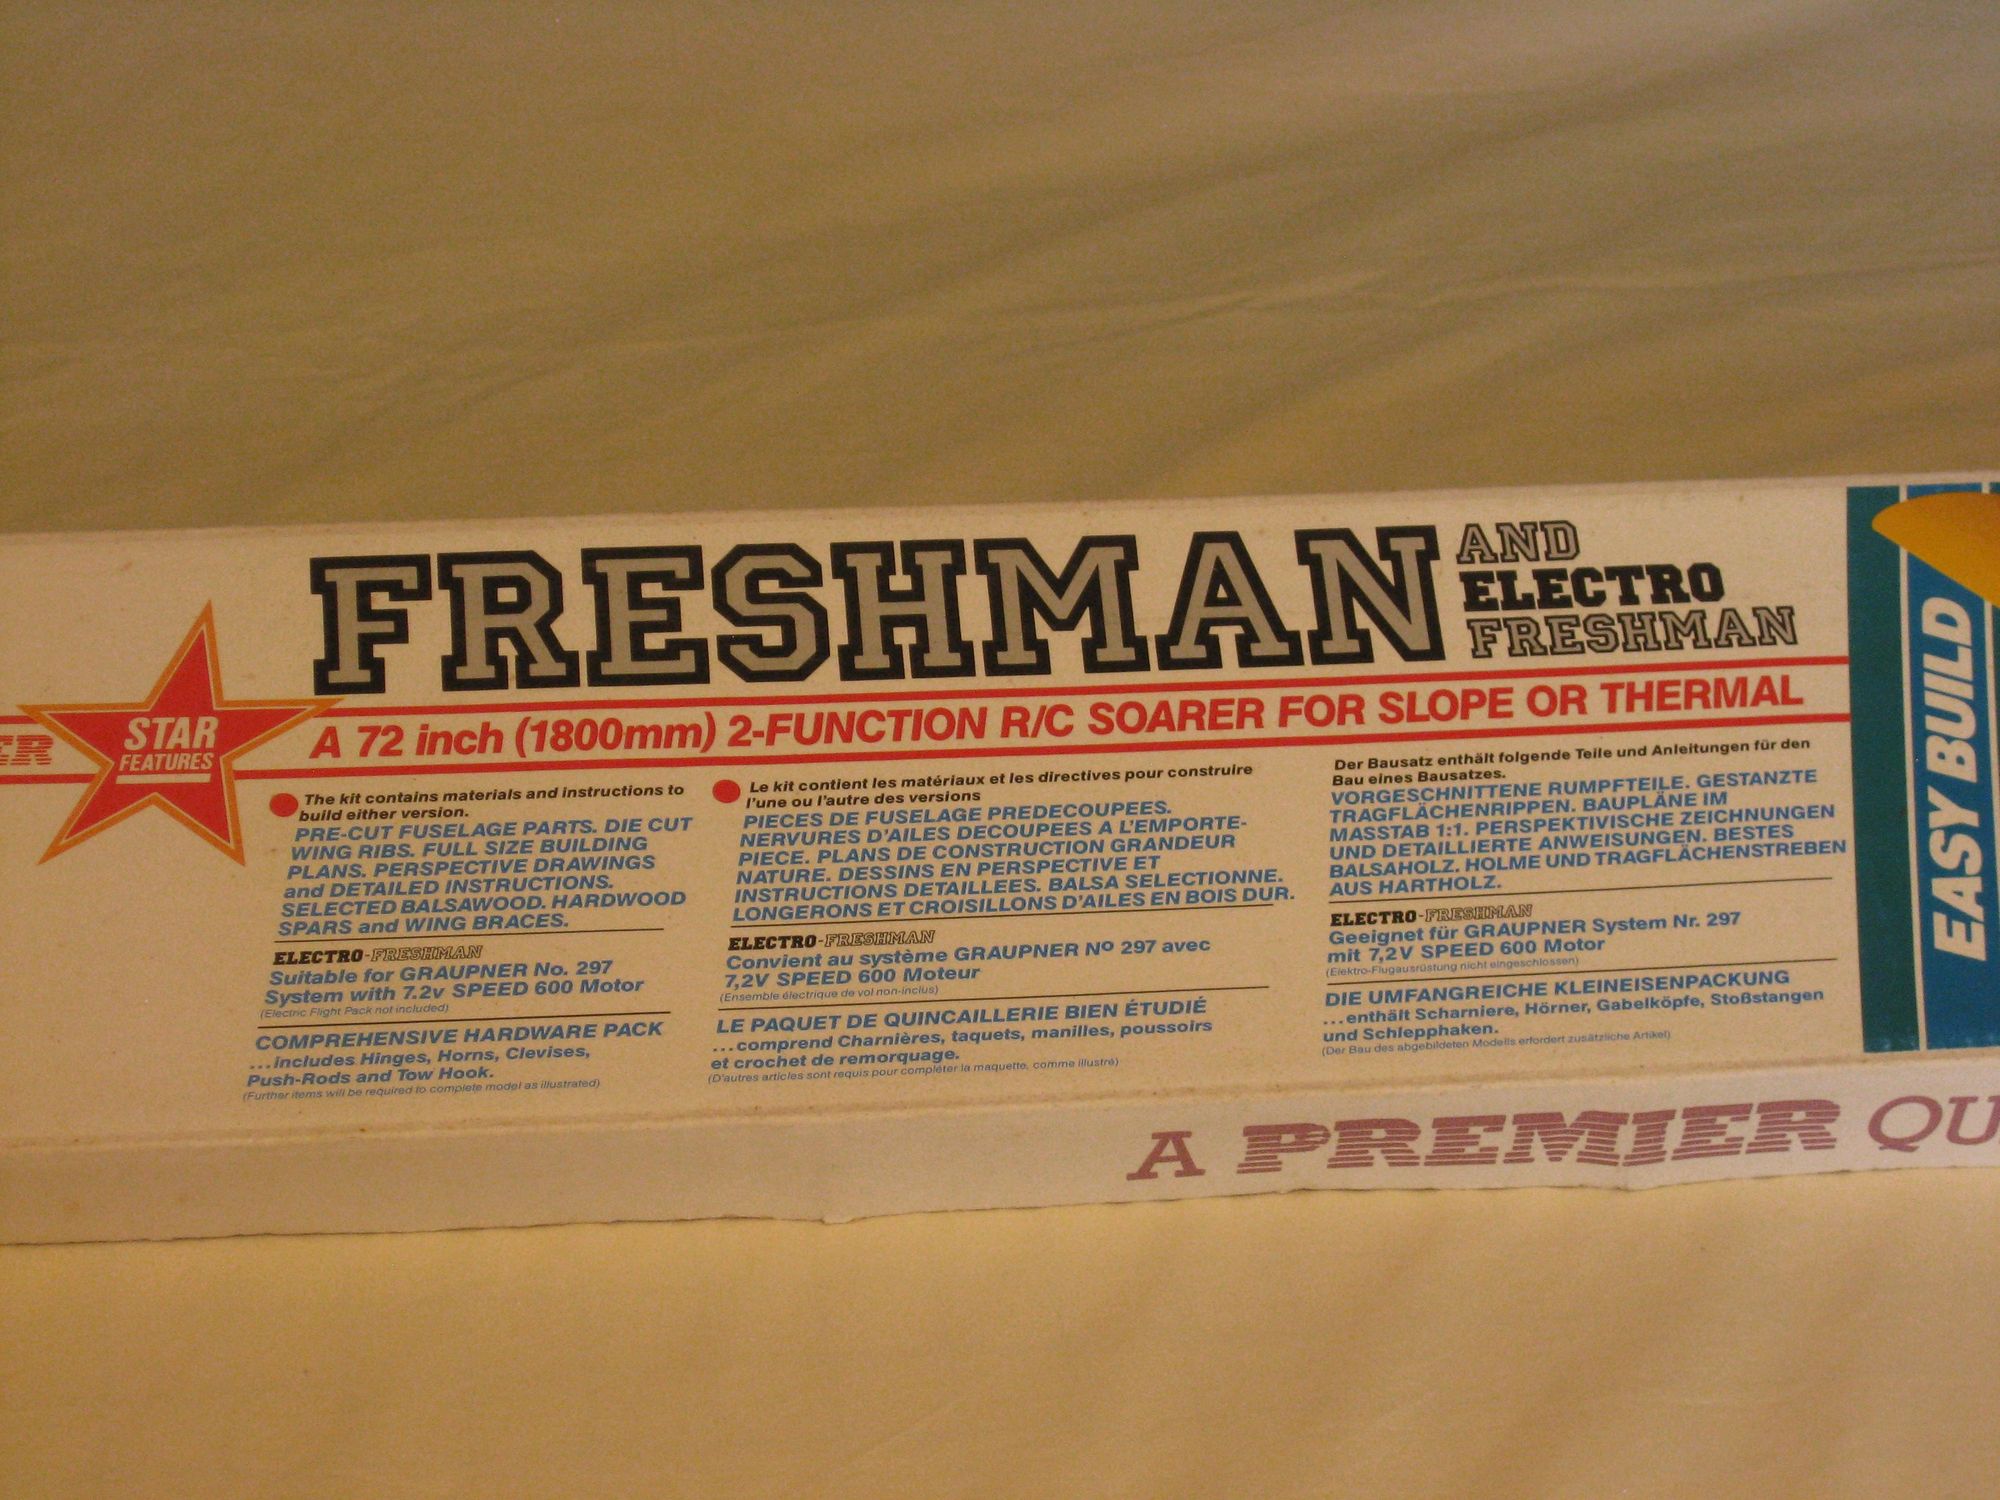 ER
STAR
FEATURES
FRESHMAN
AND
ELECTRO
FRESHMAN
A 72 inch (1800mm) 2-FUNCTION R/C SOARER FOR SLOPE OR THERMAL
The kit contains materials and instructions to
build either version.
PRE-CUT FUSELAGE PARTS. DIE CUT
WING RIBS. FULL SIZE BUILDING
PLANS. PERSPECTIVE DRAWINGS
and DETAILED INSTRUCTIONS.
SELECTED BALSAWOOD. HARDWOOD
SPARS and WING BRACES.
ELECTRO-FRESHMAN
Suitable for GRAUPNER No. 297
System with 7.2v SPEED 600 Motor
(Electric Flight Pack not included)
COMPREHENSIVE HARDWARE PACK
...includes Hinges, Horns, Clevises,
Push-Rods and Tow Hook.
(Further items will be required to complete model as illustrated)
Le kit contient les matériaux et les directives pour construire
l'une ou l'autre des versions
PIECES DE FUSELAGE PREDECOUPEES.
NERVURES D'AILES DECOUPEES A L'EMPORTE-
PIECE. PLANS DE CONSTRUCTION GRANDEUR
NATURE. DESSINS EN PERSPECTIVE ET
INSTRUCTIONS DETAILLEES. BALSA SELECTIONNE.
LONGERONS ET CROISILLONS D'AILES EN BOIS DUR.
ELECTRO-FRESHMAN
Convient au système GRAUPNER Nº 297 avec
7,2V SPEED 600 Moteur
(Ensemble électrique de vol non-inclus)
LE PAQUET DE QUINCAILLERIE BIEN ÉTUDIÉ
...comprend Charnières, taquets, manilles, poussoirs
et crochet de remorquage.
(D'autres articles sont requis pour compléter la maquette, comme illustré)
Der Bausatz enthält folgende Teile und Anleitungen für den
Bau eines Bausatzes.
VORGESCHNITTENE RUMPFTEILE. GESTANZTE
TRAGFLÄCHENRIPPEN. BAUPLÄNE IM
MASSTAB 1:1. PERSPEKTIVISCHE ZEICHNUNGEN
UND DETAILLIERTE ANWEISUNGEN. BESTES
BALSAHOLZ. HOLME UND TRAGFLÄCHENSTREBEN
AUS HARTHOLZ.
ELECTRO-FRESHMAN
Geeignet für GRAUPNER System Nr. 297
mit 7,2V SPEED 600 Motor
(Elektro-Flugausrüstung nicht eingeschlossen)
DIE UMFANGREICHE KLEINEISENPACKUNG
...enthält Scharniere, Hörner, Gabelköpfe, Stoßstangen
und Schlepphaken.
(Der Bau des abgebildeten Modells erfordert zusätzliche Artikel)
EASY BUILD
A PREMIER QU